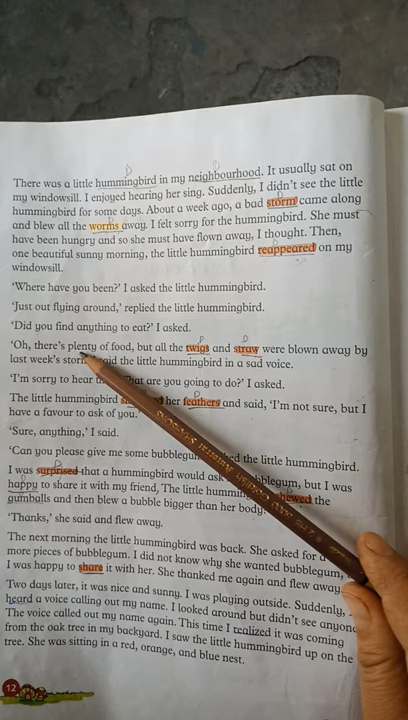 There was a little hummingbird in my neighbourhood. It usually sat on
my windowsill. I enjoyed hearing her sing. Suddenly, I didn't see the little
hummingbird for some days. About a week ago, a bad storm came along
and blew all the worms away. I felt sorry for the hummingbird. She must
have been hungry and so she must have flown away, I thought. Then,
one beautiful sunny morning, the little hummingbird reappeared on my
windowsill.
'Where have you been?' I asked the little hummingbird.
'Just out flying around,' replied the little hummingbird.
'Did you find anything to eat?' I asked.
'Oh, there's plenty of food, but all the twigs and straw were blown away by
last week's storm said the little hummingbird in a sad voice.
'I'm sorry to hear What are you going to do?' I asked.
The little hummingbird her feathers and said, 'I'm not sure, but I
have a favour to ask of you.
'Sure, anything,' I said.
'Can you please give me some bubblegum the little hummingbird.
I was surprised that a hummingbird would ask bubblegum, but I was
happy to share it with my friend. The little chewed the
gumballs and then blew a bubble bigger than her body.
'Thanks,' she said and flew away.
The next morning the little hummingbird was back. She asked for
more pieces of bubblegum. I did not know why she wanted bubblegum,
I was happy to share it with her. She thanked me again and flew away.
Two days later, it was nice and sunny. I was playing outside. Suddenly,
heard a voice calling out my name. I looked around but didn't see anyone
The voice called out my name again. This time I realized it was coming
from the oak tree in my backyard. I saw the little hummingbird up on the
tree. She was sitting in a red, orange, and blue nest.
12